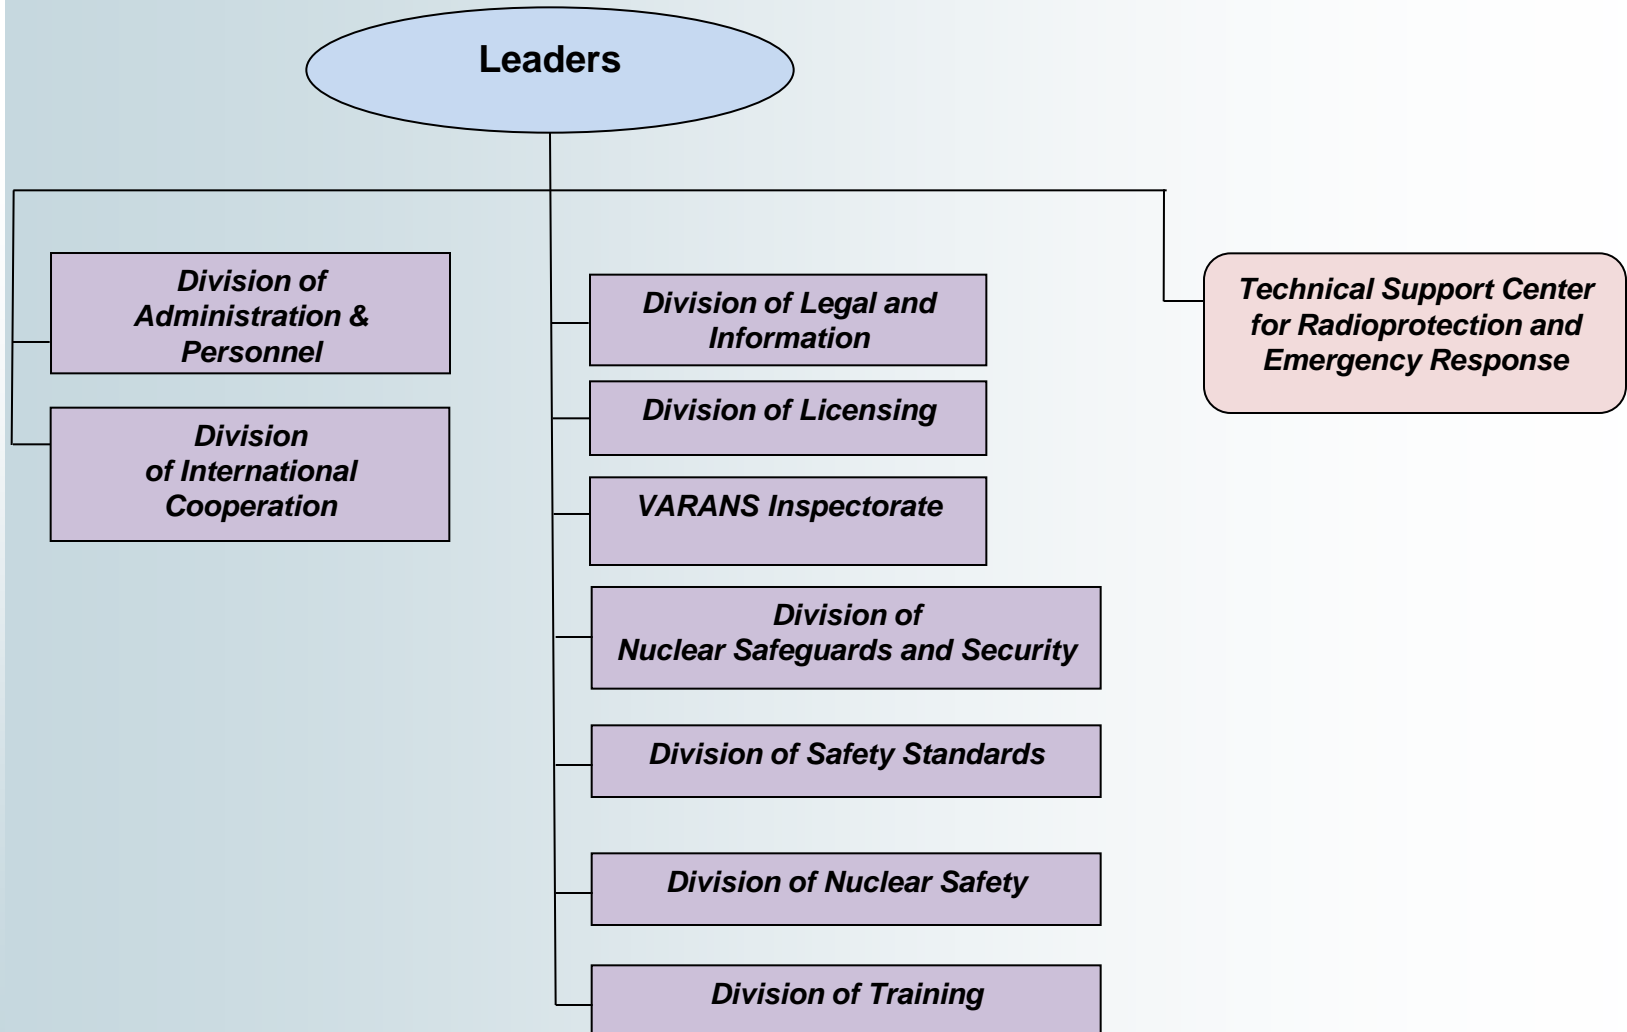 Leaders
Division of
Administration &
Personnel
Division
of International
Cooperation
Division of Legal and
Information
Division of Licensing
VARANS Inspectorate
Division of
Nuclear Safeguards and Security
Division of Safety Standards
Division of Nuclear Safety
Division of Training
Technical Support Center
for Radioprotection and
Emergency Response